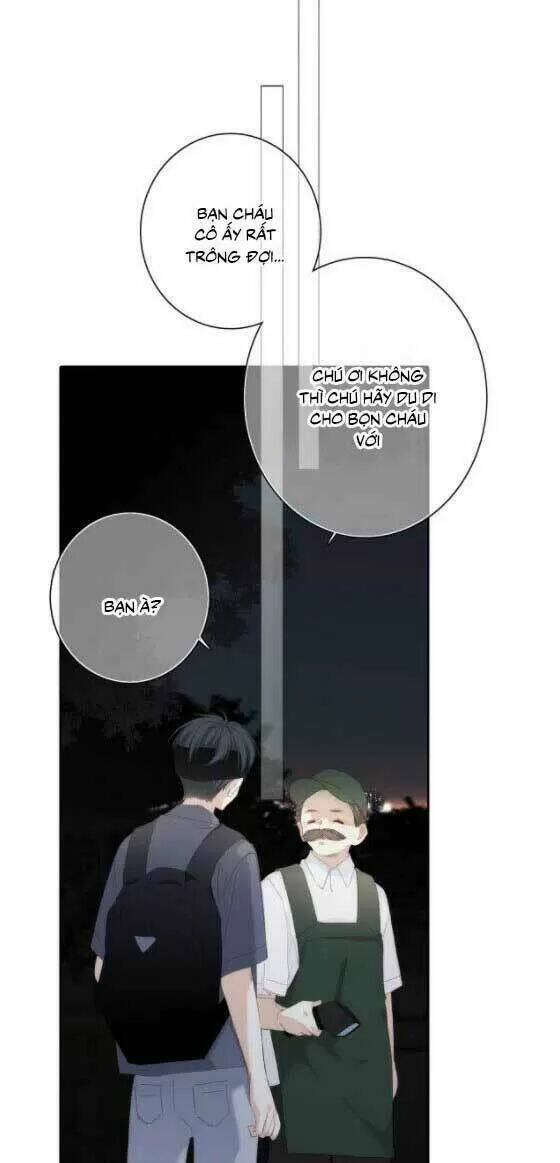 BẠN CHÁU
CÔ ẤY RẤT
TRÔNG ĐỢI...
CHÚ ƠI KHÔNG
THÌ CHÚ HÃY DU DI
CHO BỌN CHÁU
VỚI
BẠN À?